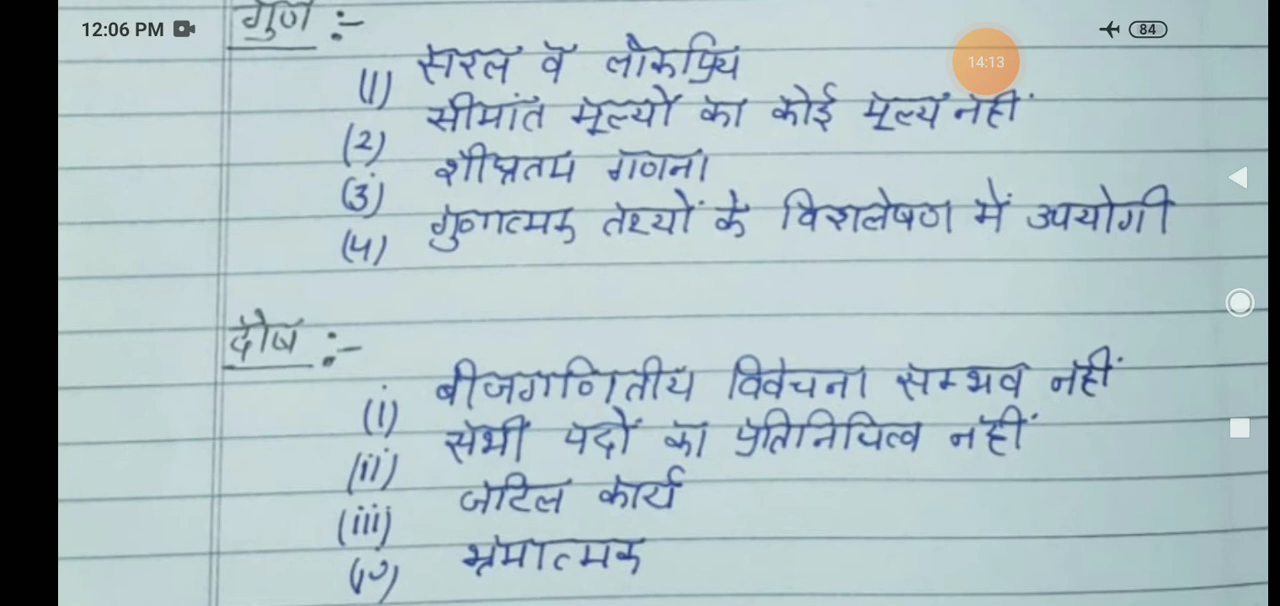 12:06 PM
84
14:13
गुण :-
(1) सरल व लोकप्रिय
(2) सीमांत मूल्यों का कोई मूल्य नहीं
(3) शीघ्रतम गणना
(4) गुणात्मक तथ्यों के विश्लेषण में उपयोगी
दोष :-
(i) बीजगणितीय विवेचना सम्भव नहीं
(ii) सभी पदों का प्रतिनिधित्व नहीं
(iii) जटिल कार्य
(iv) भ्रमात्मक